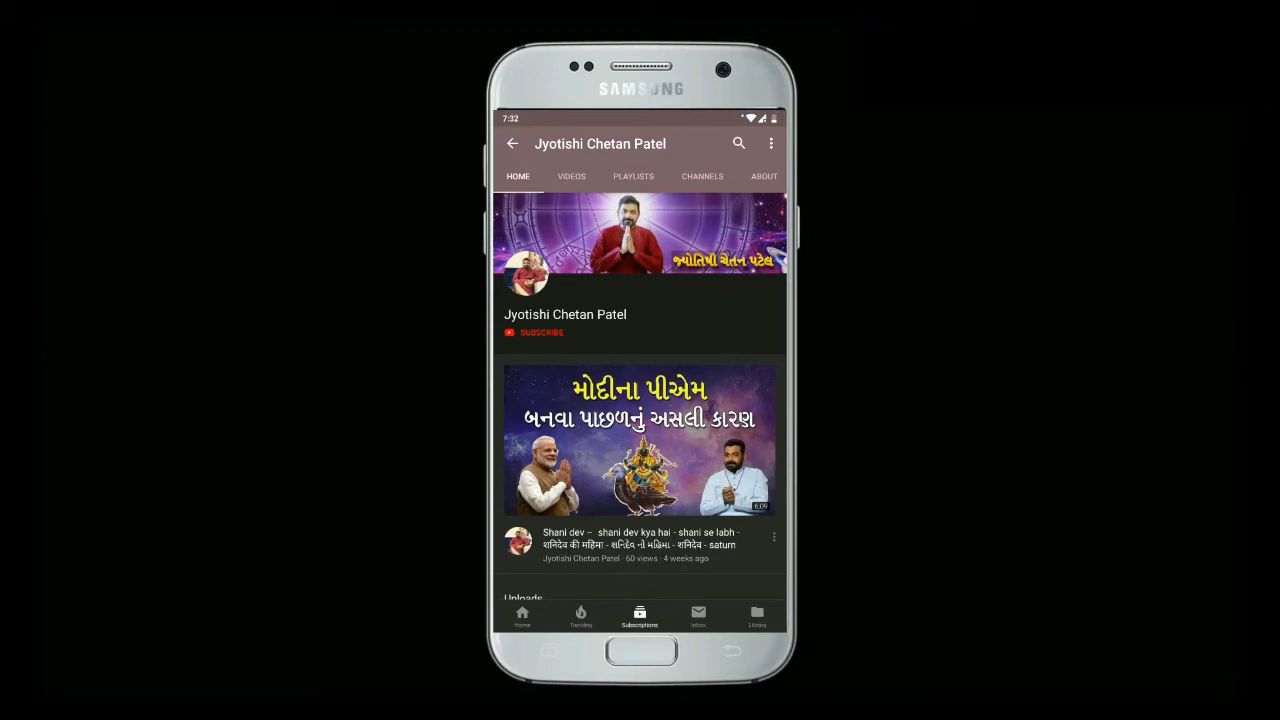 SAMSUNG
7:32
Jyotishi Chetan Patel
HOME VIDEOS PLAYLISTS CHANNELS ABOUT
જ્યોતિષી ચેતન પટેલ
Jyotishi Chetan Patel
SUBSCRIBE
મોદીના પીએમ
બનવા પાછળનું અસલી કારણ
6:09
Shani dev – shani dev kya hai - shani se labh -
शनिदेव की महिमा - શનિદેવ નો મહિમા - शनिदेव - saturn
Jyotishi Chetan Patel · 60 views · 4 weeks ago
Uploads
Home Trending Subscriptions Inbox Library